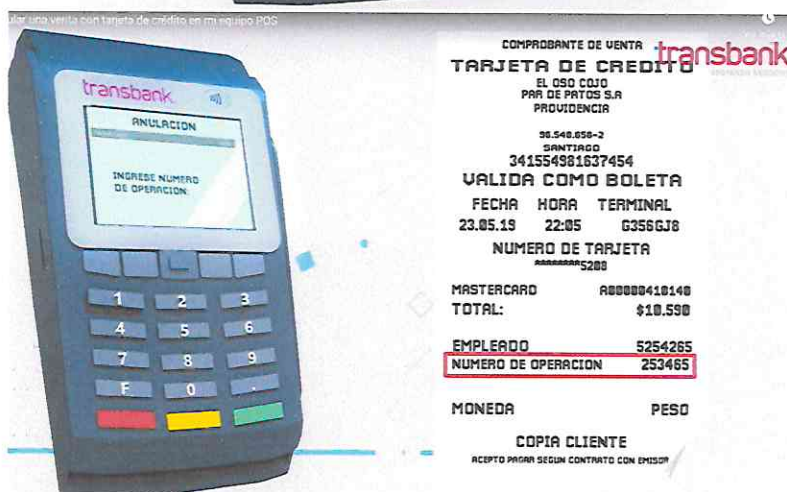 ular una venta con tarjeta de crédito en mi equipo POS
transbank.
ANULACION
INGRESE NUMERO
DE OPERACION:
1 2 3
4 5 6
7 8 9
F 0 .
transbank
COMPROBANTE DE VENTA
TARJETA DE CREDITO
EL OSO COJO
PAR DE PATOS S.A
PROVIDENCIA
96.540.650-2
SANTIAGO
341554981637454
VALIDA COMO BOLETA
FECHA HORA TERMINAL
23.05.19 22:05 G356GJ8
NUMERO DE TARJETA
********5208
MASTERCARD A00000410140
TOTAL: $10.590
EMPLEADO 5254265
NUMERO DE OPERACION 253465
MONEDA PESO
COPIA CLIENTE
ACEPTO PAGAR SEGUN CONTRATO CON EMISOR